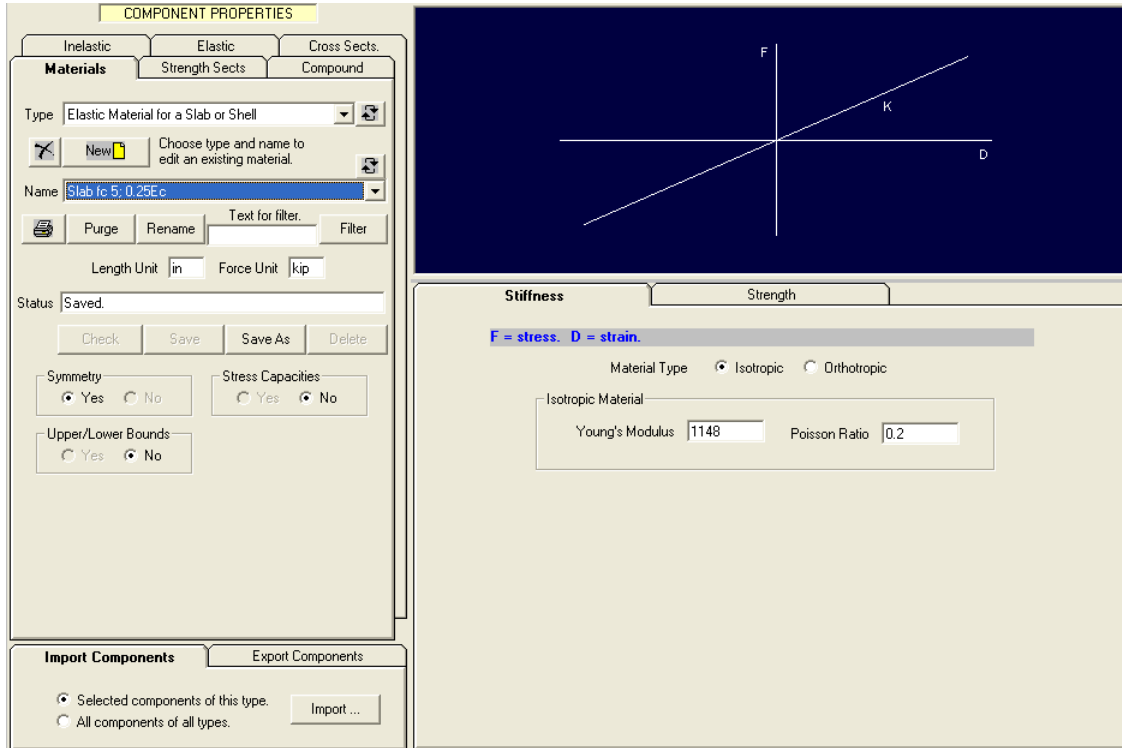 COMPONENT PROPERTIES
Inelastic Elastic Cross Sects.
Materials Strength Sects Compound
Type Elastic Material for a Slab or Shell
New Choose type and name to
edit an existing material.
Name Slab fc 5; 0.25Ec
Purge Rename Text for filter. Filter
Length Unit in Force Unit kip
Status Saved.
Check Save Save As Delete
Symmetry Stress Capacities
Yes No Yes No
Upper/Lower Bounds
Yes No
Import Components Export Components
Selected components of this type.
All components of all types.
Import ...
F
K
D
Stiffness Strength
F = stress. D = strain.
Material Type Isotropic Orthotropic
Isotropic Material
Young's Modulus 1148 Poisson Ratio 0.2